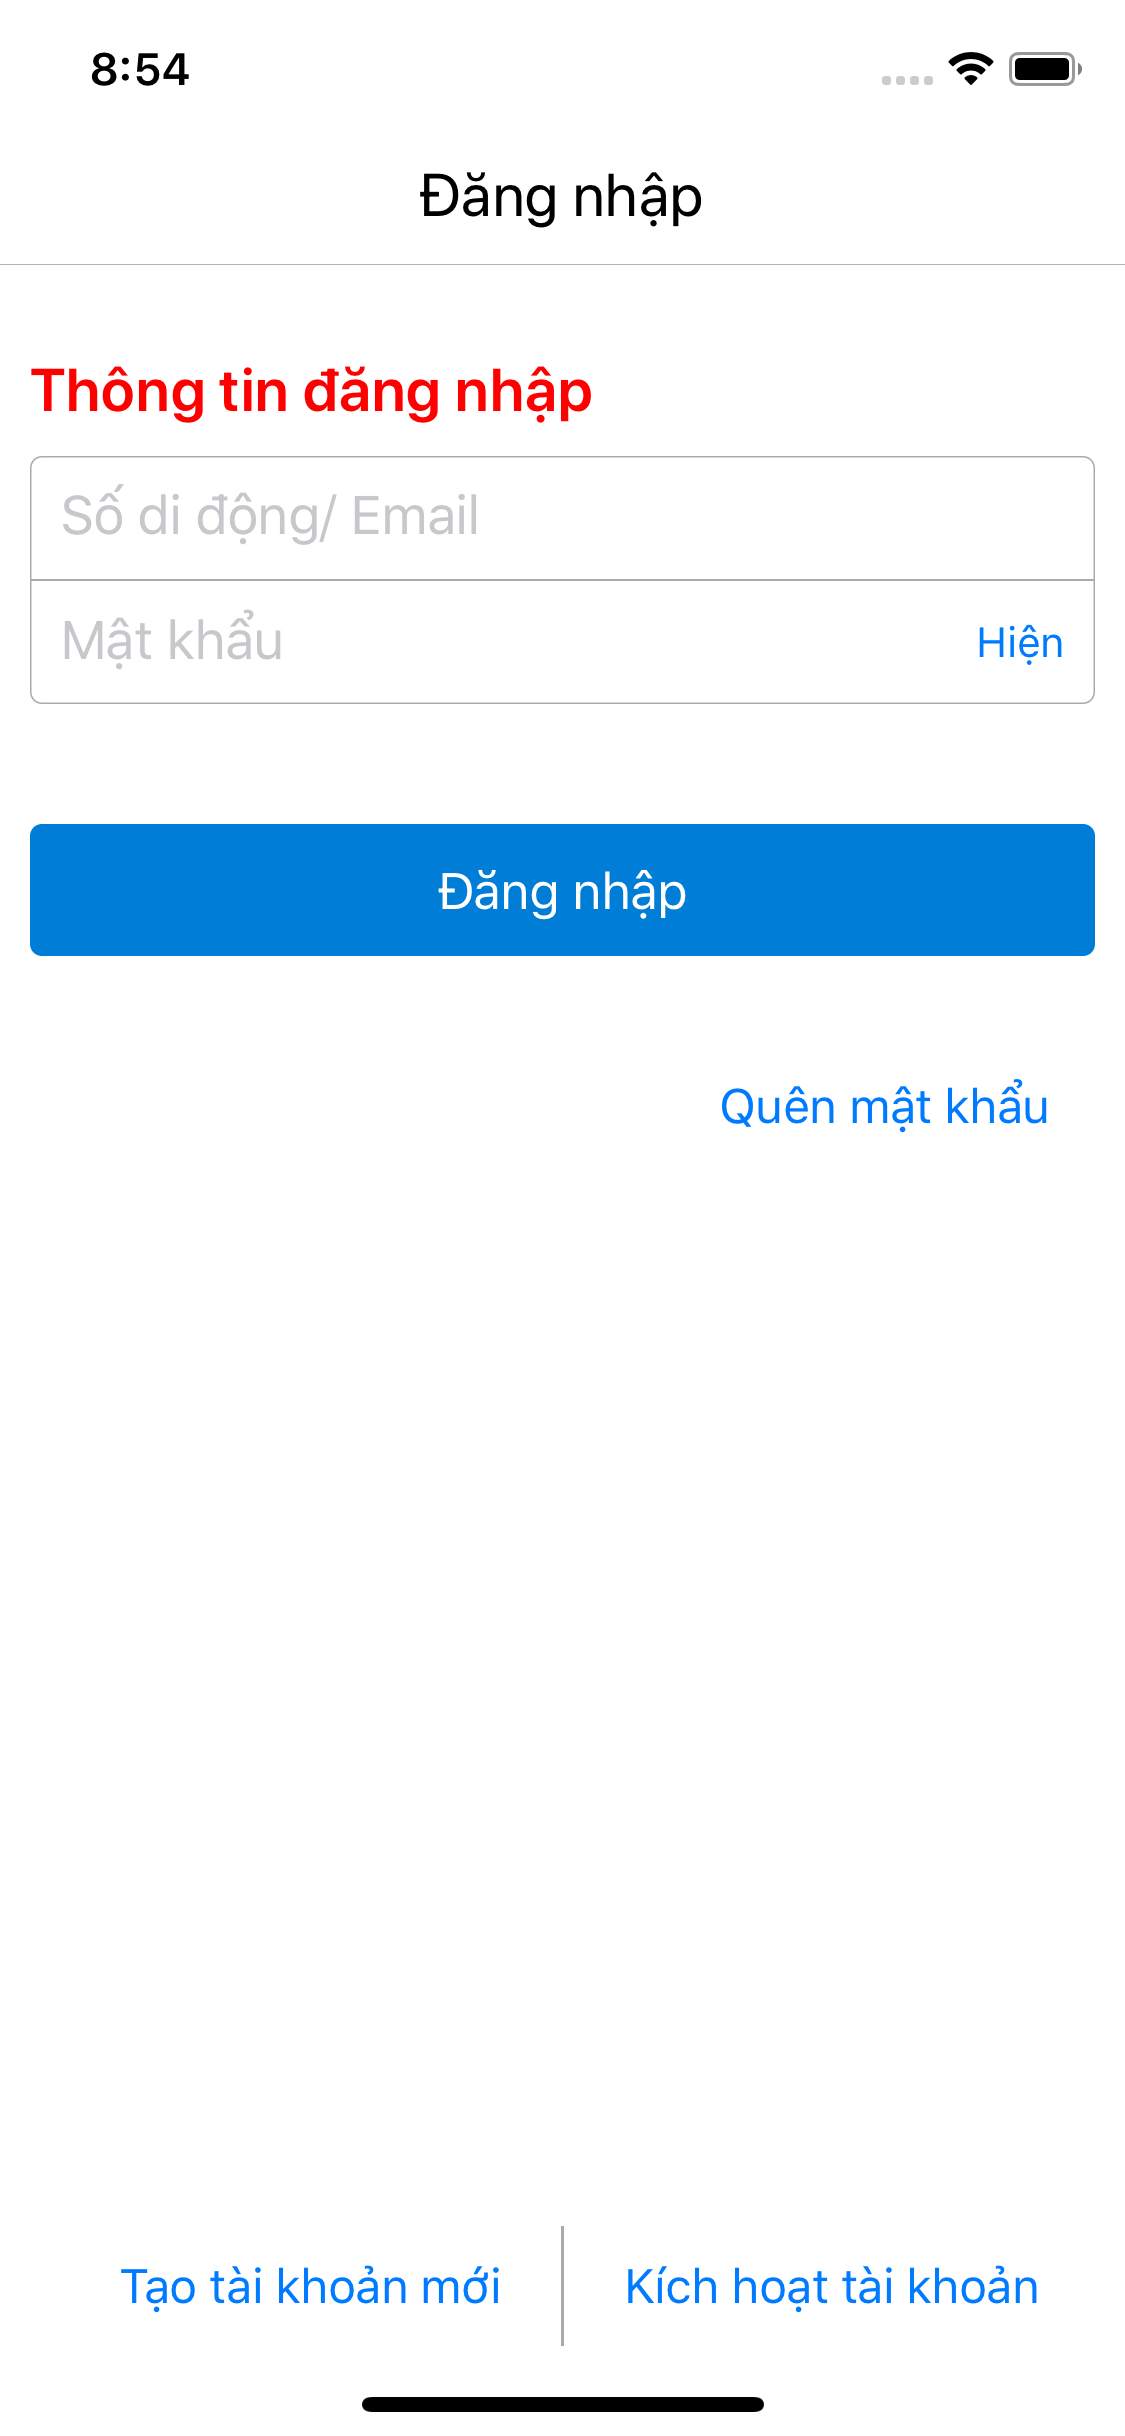 8:54
Đăng nhập
Thông tin đăng nhập
Số di động/ Email
Mật khẩu
Hiện
Đăng nhập
Quên mật khẩu
Tạo tài khoản mới
Kích hoạt tài khoản